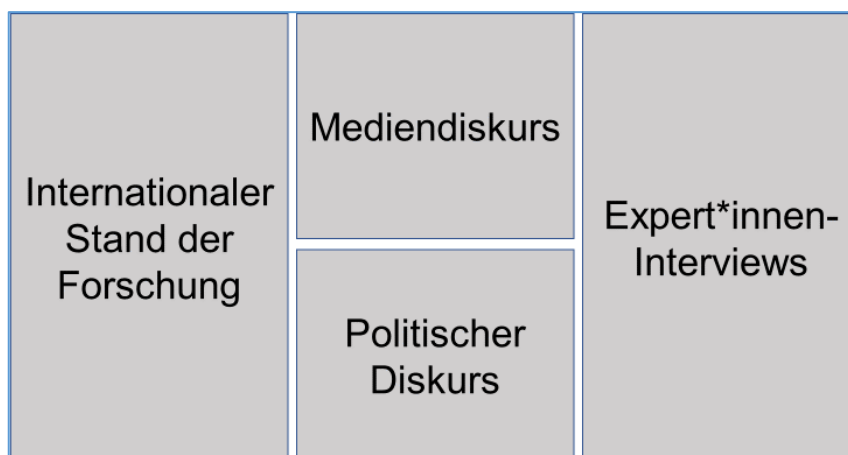 Internationaler
Stand der
Forschung
Mediendiskurs
Politischer
Diskurs
Expert*innen-
Interviews